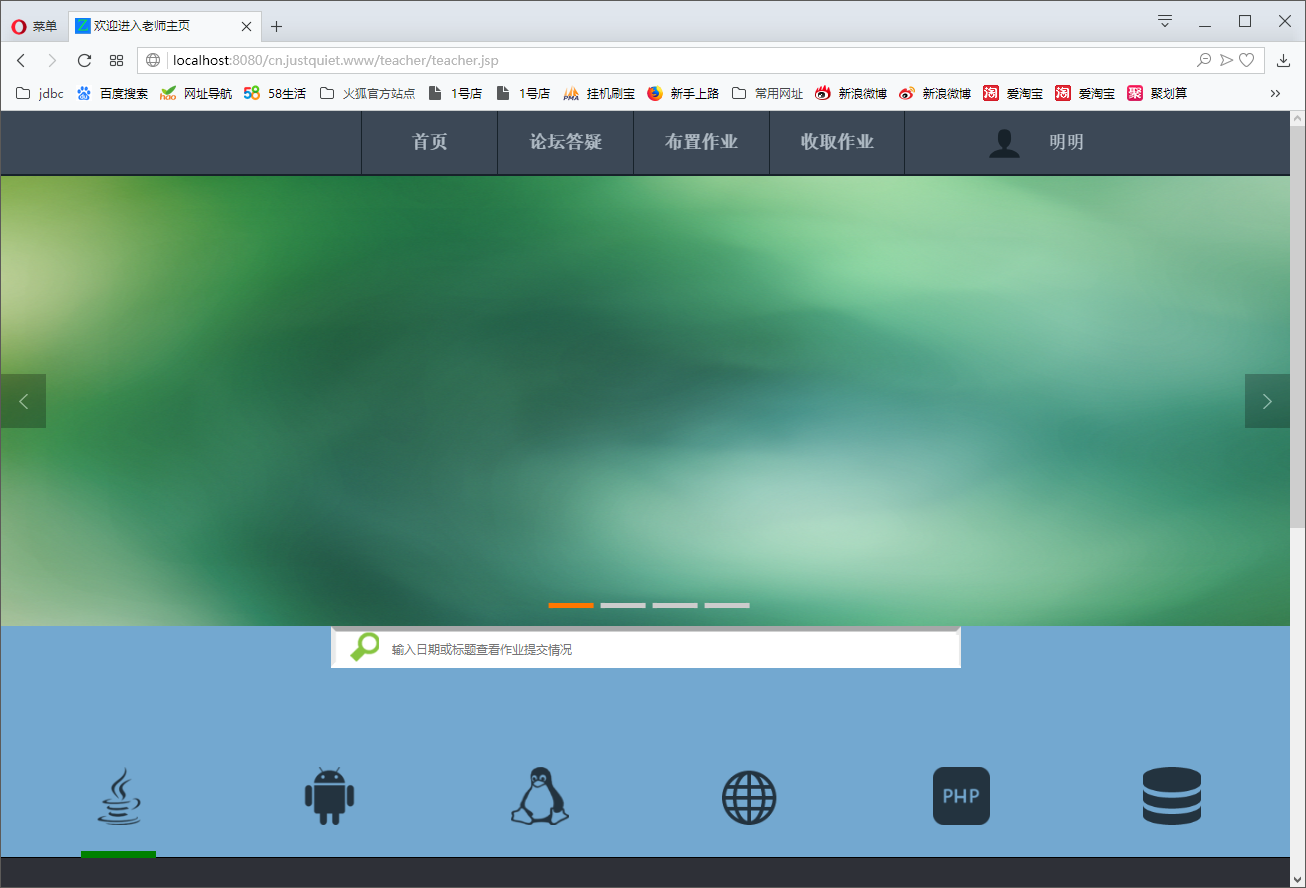 菜单
欢迎进入老师主页
localhost:8080/cn.justquiet.www/teacher/teacher.jsp
jdbc 百度搜索 网址导航 58生活 火狐官方站点 1号店 1号店 挂机刷宝 新手上路 常用网址 新浪微博 新浪微博 爱淘宝 爱淘宝 聚划算
首页 论坛答疑 布置作业 收取作业 明明
输入日期或标题查看作业提交情况
PHP